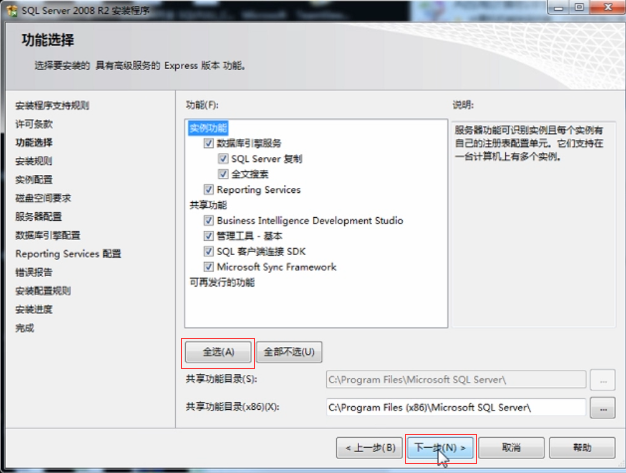 SQL Server 2008 R2 安装程序
功能选择
选择要安装的 具有高级服务的 Express 版本 功能。
安装程序支持规则
许可条款
功能选择
安装规则
实例配置
磁盘空间要求
服务器配置
数据库引擎配置
Reporting Services 配置
错误报告
安装配置规则
安装进度
完成
功能(F):
实例功能
数据库引擎服务
SQL Server 复制
全文搜索
Reporting Services
共享功能
Business Intelligence Development Studio
管理工具 - 基本
SQL 客户端连接 SDK
Microsoft Sync Framework
可再发行的功能
说明:
服务器功能可识别实例且每个实例有
自己的注册表配置单元。它们支持在
一台计算机上有多个实例。
全选(A)
全部不选(U)
共享功能目录(S):
C:\Program Files\Microsoft SQL Server\
...
共享功能目录(x86)(X):
C:\Program Files (x86)\Microsoft SQL Server\
...
< 上一步(B)
下一步(N) >
取消
帮助